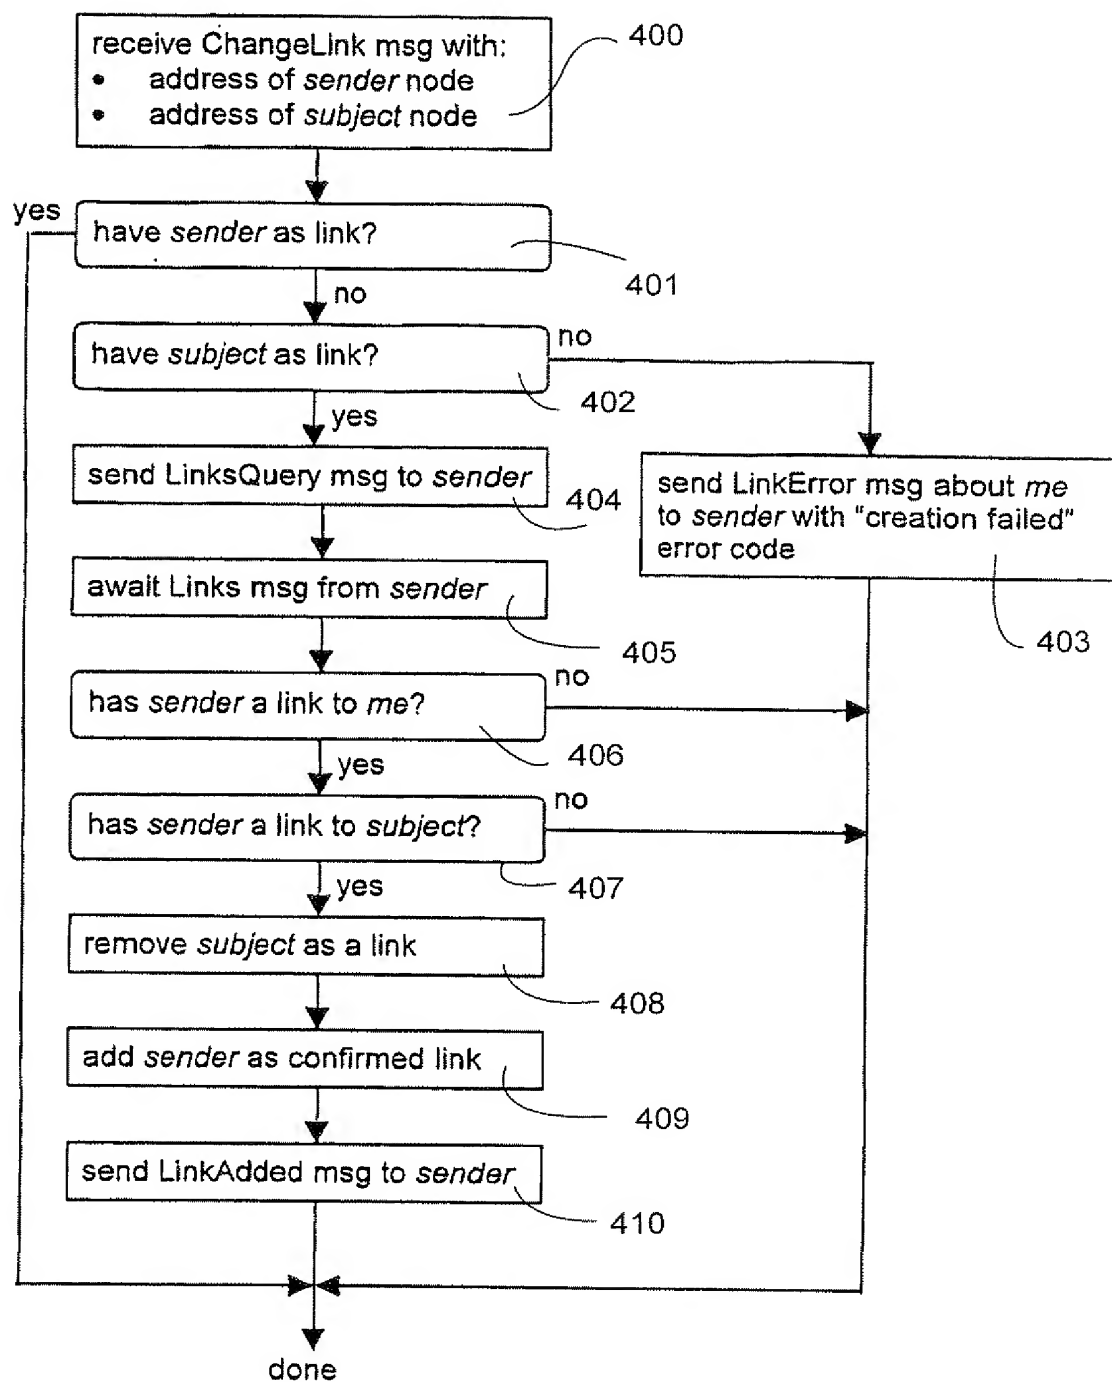 receive ChangeLink msg with:
• address of sender node
• address of subject node
400
yes
have sender as link?
401
no
have subject as link?
no
402
yes
send LinksQuery msg to sender
404
send LinkError msg about me
to sender with "creation failed"
error code
403
await Links msg from sender
405
has sender a link to me?
no
406
yes
has sender a link to subject?
no
407
yes
remove subject as a link
408
add sender as confirmed link
409
send LinkAdded msg to sender
410
done